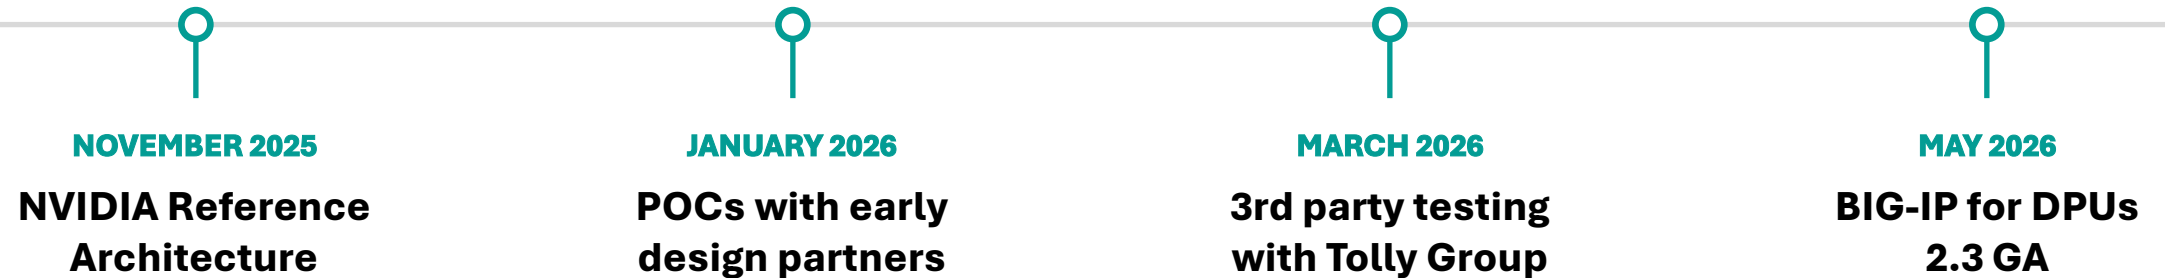 NOVEMBER 2025
NVIDIA Reference
Architecture
JANUARY 2026
POCs with early
design partners
MARCH 2026
3rd party testing
with Tolly Group
MAY 2026
BIG-IP for DPUs
2.3 GA